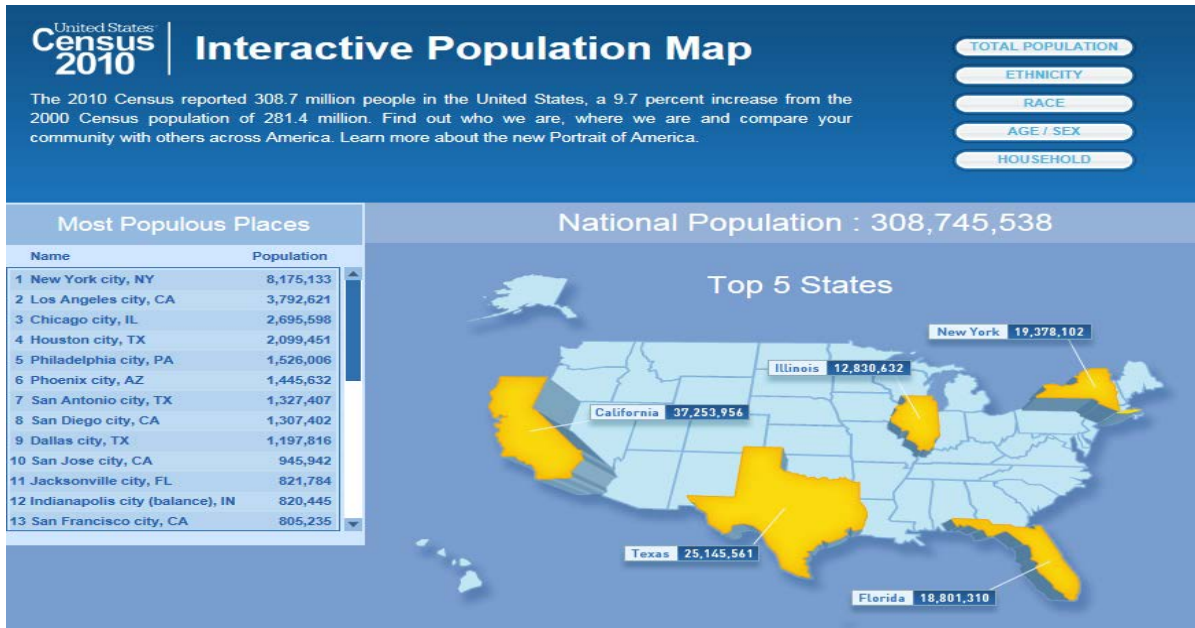 United States
Census
2010
Interactive Population Map
The 2010 Census reported 308.7 million people in the United States, a 9.7 percent increase from the
2000 Census population of 281.4 million. Find out who we are, where we are and compare your
community with others across America. Learn more about the new Portrait of America.
TOTAL POPULATION
ETHNICITY
RACE
AGE / SEX
HOUSEHOLD
Most Populous Places
Name Population
1 New York city, NY 8,175,133
2 Los Angeles city, CA 3,792,621
3 Chicago city, IL 2,695,598
4 Houston city, TX 2,099,451
5 Philadelphia city, PA 1,526,006
6 Phoenix city, AZ 1,445,632
7 San Antonio city, TX 1,327,407
8 San Diego city, CA 1,307,402
9 Dallas city, TX 1,197,816
10 San Jose city, CA 945,942
11 Jacksonville city, FL 821,784
12 Indianapolis city (balance), IN 820,445
13 San Francisco city, CA 805,235
National Population : 308,745,538
Top 5 States
New York 19,378,102
Illinois 12,830,632
California 37,253,956
Texas 25,145,561
Florida 18,801,310